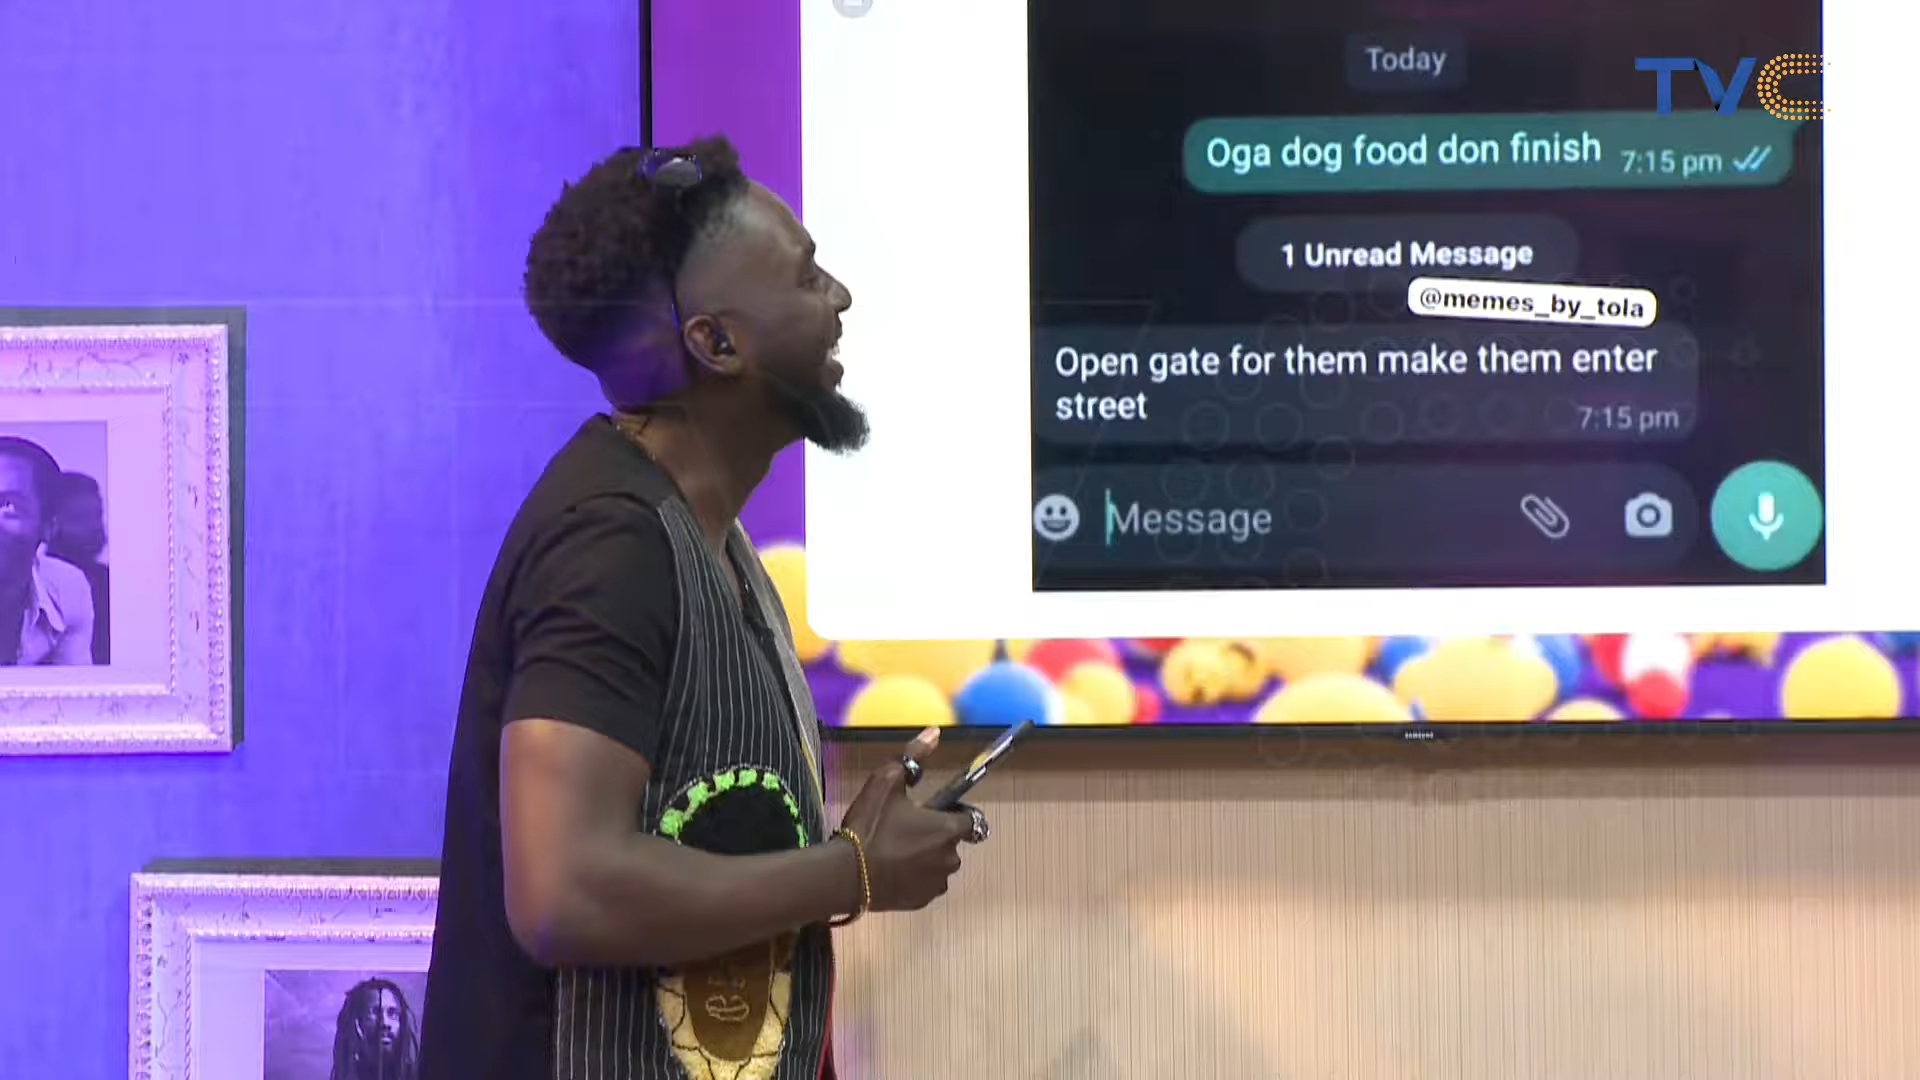 Today
TVC
Oga dog food don finish
7:15 pm
1 Unread Message
@memes_by_tola
Open gate for them make them enter
street
7:15 pm
Message
SAMSUNG